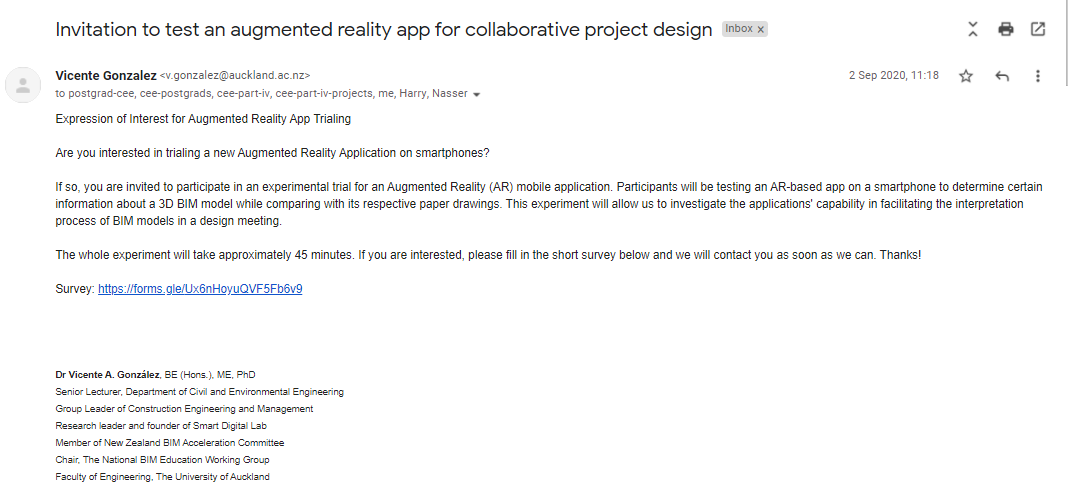 Invitation to test an augmented reality app for collaborative project design Inbox x
Vicente Gonzalez <v.gonzalez@auckland.ac.nz> 2 Sep 2020, 11:18
to postgrad-cee, cee-postgrads, cee-part-iv, cee-part-iv-projects, me, Harry, Nasser
Expression of Interest for Augmented Reality App Trialing
Are you interested in trialing a new Augmented Reality Application on smartphones?
If so, you are invited to participate in an experimental trial for an Augmented Reality (AR) mobile application. Participants will be testing an AR-based app on a smartphone to determine certain
information about a 3D BIM model while comparing with its respective paper drawings. This experiment will allow us to investigate the applications' capability in facilitating the interpretation
process of BIM models in a design meeting.
The whole experiment will take approximately 45 minutes. If you are interested, please fill in the short survey below and we will contact you as soon as we can. Thanks!
Survey: https://forms.gle/Ux6nHoyuQVF5Fb6v9
Dr Vicente A. González, BE (Hons.), ME, PhD
Senior Lecturer, Department of Civil and Environmental Engineering
Group Leader of Construction Engineering and Management
Research leader and founder of Smart Digital Lab
Member of New Zealand BIM Acceleration Committee
Chair, The National BIM Education Working Group
Faculty of Engineering, The University of Auckland